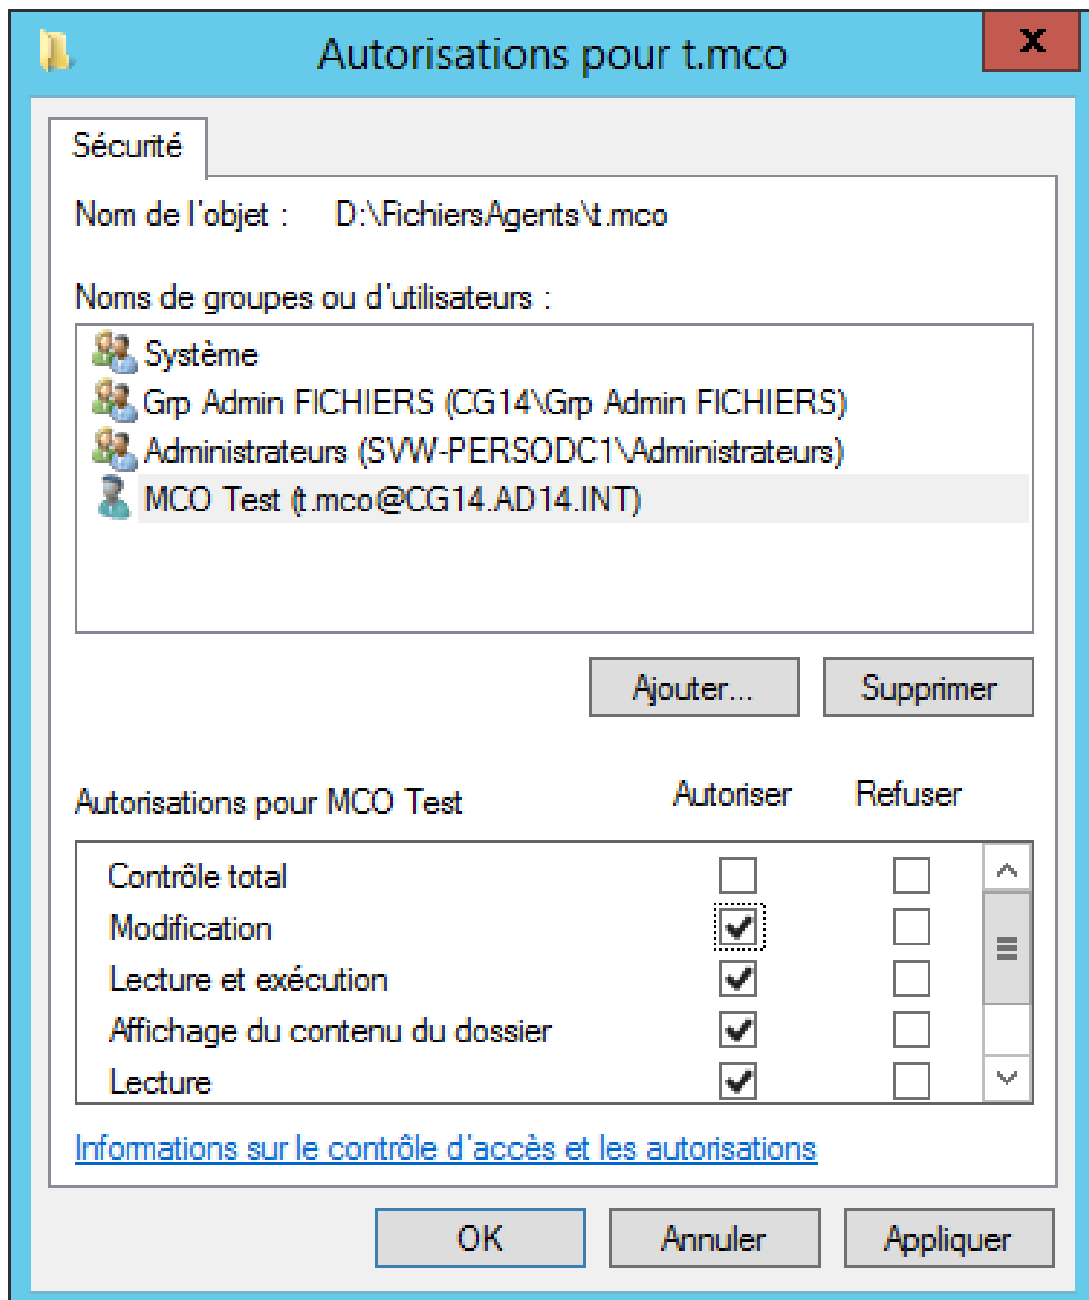 Autorisations pour t.mco
x
Sécurité
Nom de l'objet : D:\FichiersAgents\t.mco
Noms de groupes ou d'utilisateurs :
Système
Grp Admin FICHIERS (CG14\Grp Admin FICHIERS)
Administrateurs (SVW-PERSODC1\Administrateurs)
MCO Test (t.mco@CG14.AD14.INT)
Ajouter... Supprimer
Autorisations pour MCO Test Autoriser Refuser
Contrôle total
Modification
Lecture et exécution
Affichage du contenu du dossier
Lecture
Informations sur le contrôle d'accès et les autorisations
OK Annuler Appliquer